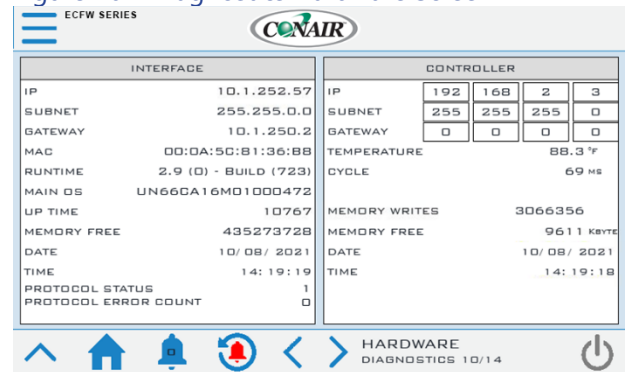 ECFW SERIES
CONAIR
INTERFACE
IP 10.1.252.57
SUBNET 255.255.0.0
GATEWAY 10.1.250.2
MAC 00:0A:5C:81:36:B8
RUNTIME 2.9 (0) - BUILD (723)
MAIN OS UN66CA16M01000472
UP TIME 10767
MEMORY FREE 435273728
DATE 10/08/ 2021
TIME 14: 19:19
PROTOCOL STATUS 1
PROTOCOL ERROR COUNT 0
CONTROLLER
IP 192 168 2 3
SUBNET 255 255 255 0
GATEWAY 0 0 0 0
TEMPERATURE 88.3 °F
CYCLE 69 MS
MEMORY WRITES 3066356
MEMORY FREE 9611 KBYTE
DATE 10/08/ 2021
TIME 14: 19:18
0
HARDWARE
DIAGNOSTICS 10/14